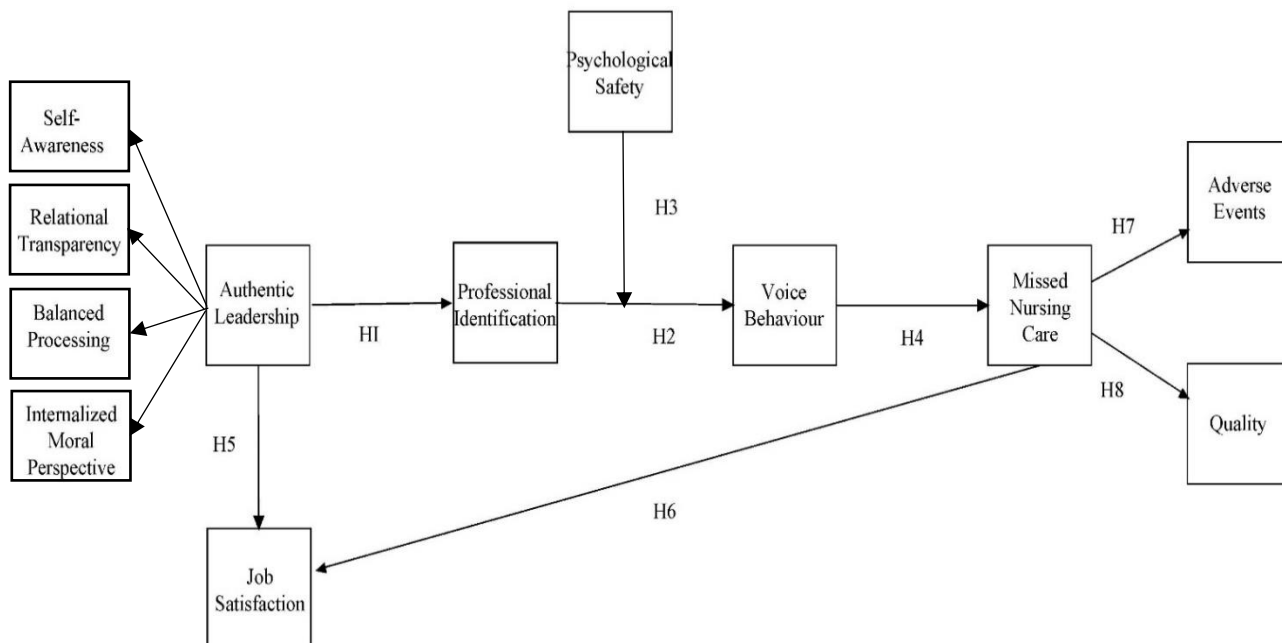 Psychological
Safety
Self-
Awareness
Relational
Transparency
Balanced
Processing
Internalized
Moral
Perspective
Authentic
Leadership
HI
Professional
Identification
H3
H2
Voice
Behaviour
H4
Missed
Nursing
Care
H7
Adverse
Events
H8
Quality
H5
H6
Job
Satisfaction